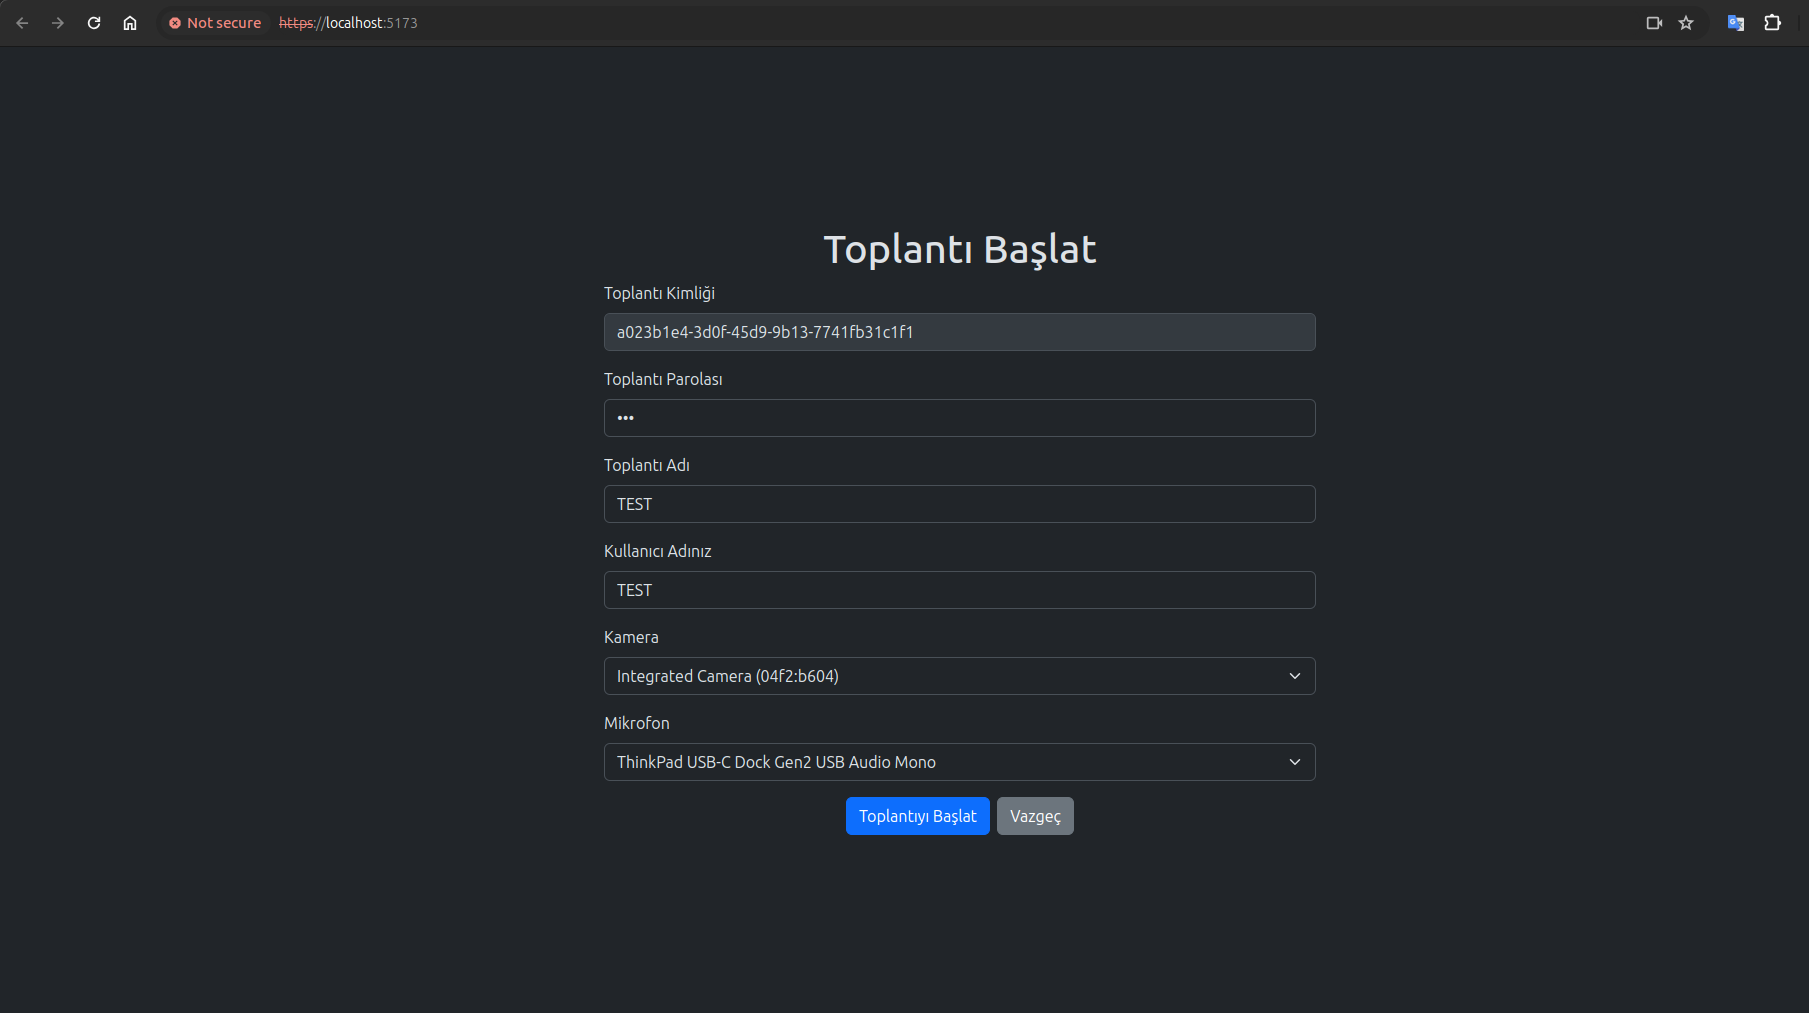 Not secure https://localhost:5173
Toplantı Başlat
Toplantı Kimliği
a023b1e4-3d0f-45d9-9b13-7741fb31c1f1
Toplantı Parolası
•••
Toplantı Adı
TEST
Kullanıcı Adınız
TEST
Kamera
Integrated Camera (04f2:b604)
Mikrofon
ThinkPad USB-C Dock Gen2 USB Audio Mono
Toplantıyı Başlat Vazgeç